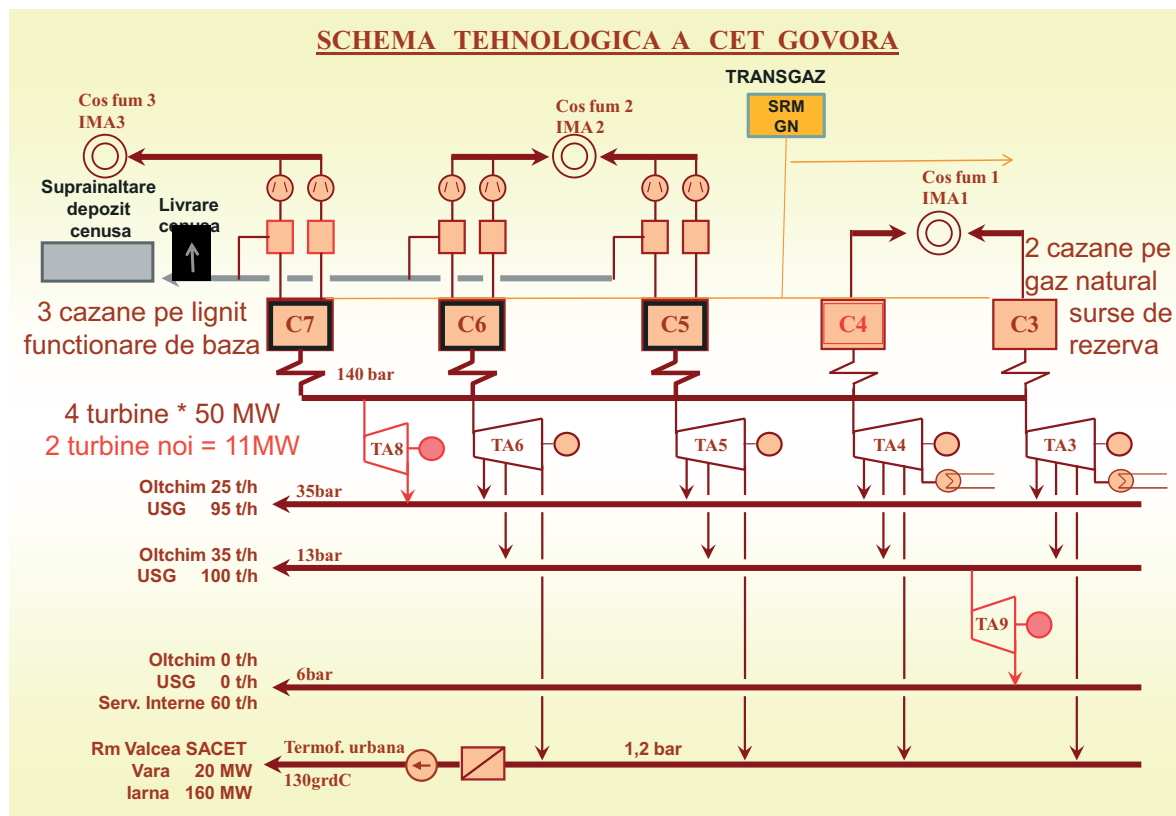 SCHEMA TEHNOLOGICA A CET GOVORA
TRANSGAZ
SRM
GN
Cos fum 3
IMA3
Cos fum 2
IMA2
Cos fum 1
IMA1
Suprainaltare
depozit
cenusa
Livrare
cenusa
2 cazane pe
gaz natural
surse de
rezerva
3 cazane pe lignit
functionare de baza
C7
C6
C5
C4
C3
140 bar
4 turbine * 50 MW
2 turbine noi = 11MW
TA8
TA6
TA5
TA4
TA3
Oltchim 25 t/h
USG 95 t/h
35bar
Oltchim 35 t/h
USG 100 t/h
13bar
TA9
Oltchim 0 t/h
USG 0 t/h
Serv. Interne 60 t/h
6bar
Rm Valcea SACET
Vara 20 MW
Iarna 160 MW
Termof. urbana
130grdC
1,2 bar